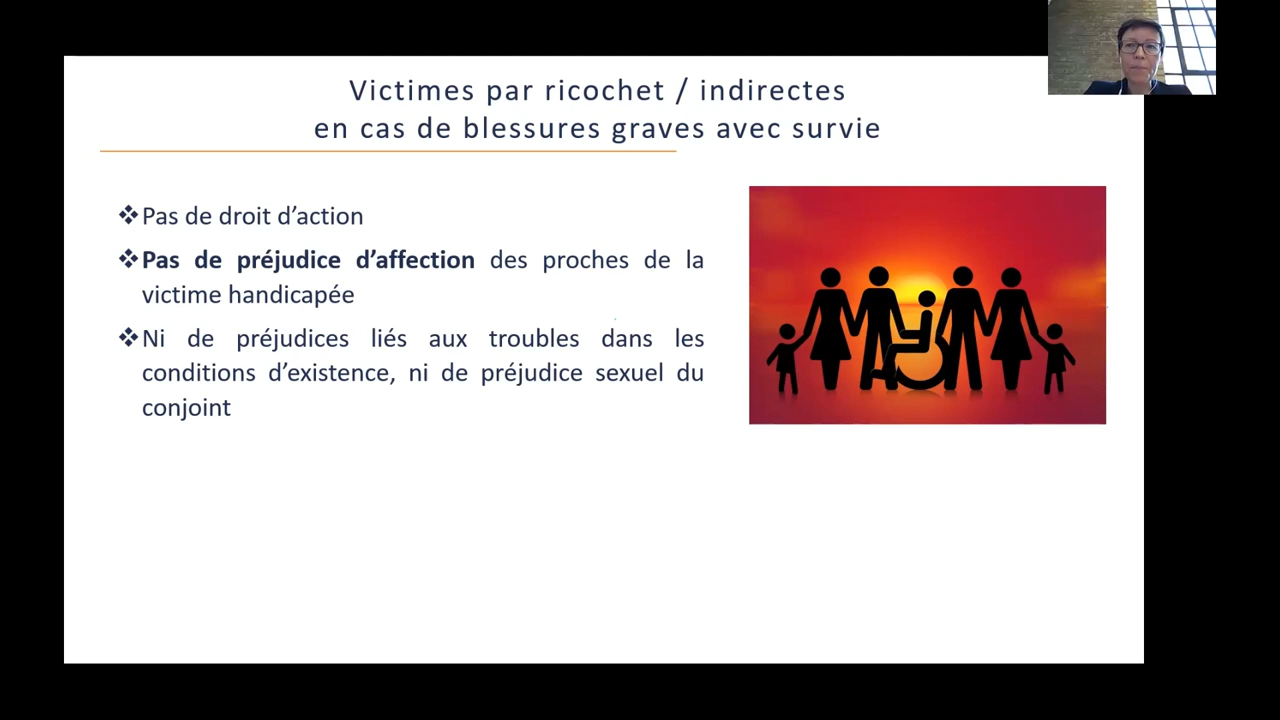 Victimes par ricochet / indirectes
en cas de blessures graves avec survie
❖Pas de droit d’action
❖Pas de préjudice d’affection des proches de la
victime handicapée
❖Ni de préjudices liés aux troubles dans les
conditions d’existence, ni de préjudice sexuel du
conjoint